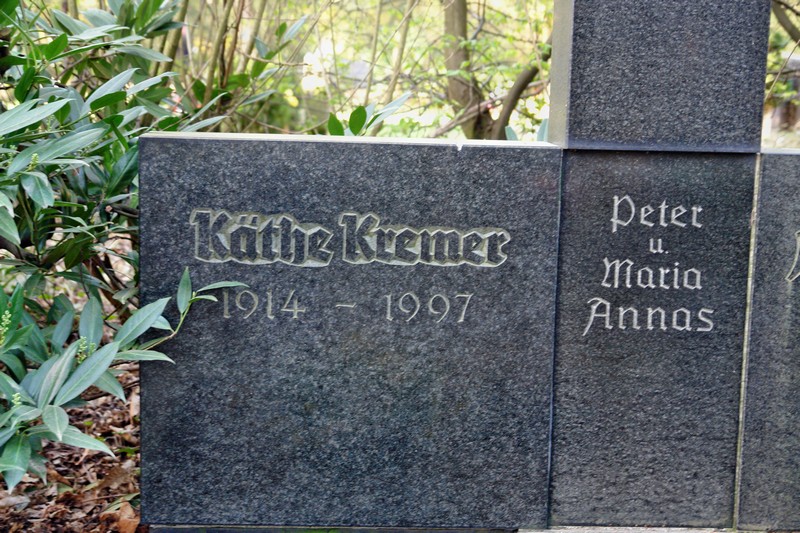 Käthe Kremer
1914 – 1997
Peter
u.
Maria
Annas